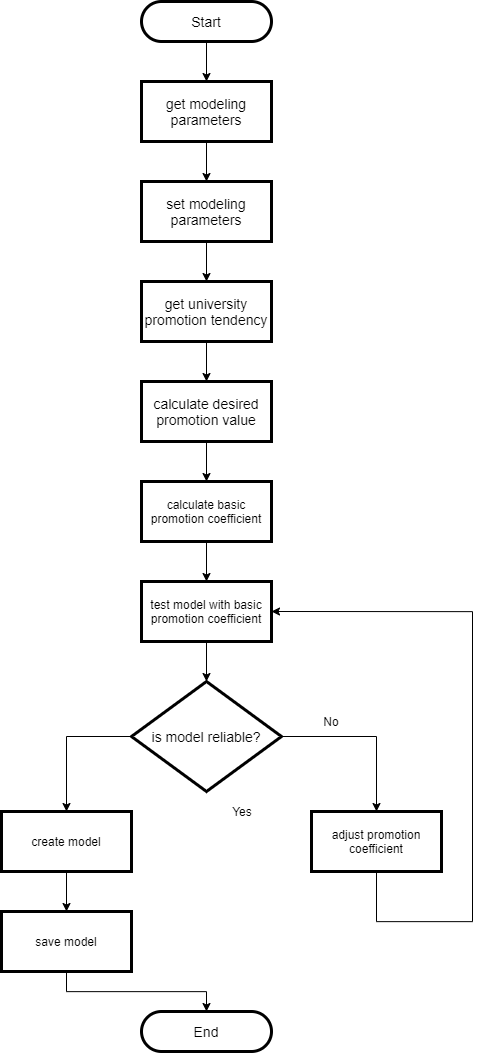 Start
get modeling
parameters
set modeling
parameters
get university
promotion tendency
calculate desired
promotion value
calculate basic
promotion coefficient
test model with basic
promotion coefficient
No
is model reliable?
Yes
create model
adjust promotion
coefficient
save model
End